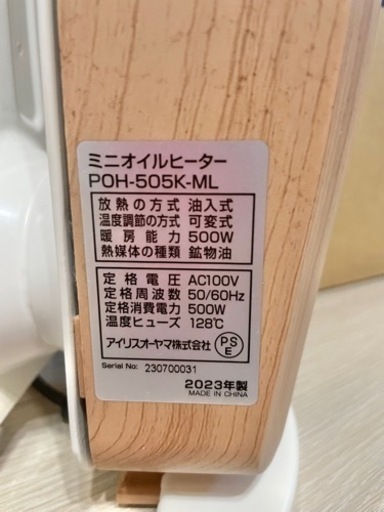 ミニオイルヒーター
POH-505K-ML
放熱の方式 油入式
温度調節の方式 可変式
暖房能力 500W
熱媒体の種類 鉱物油
定格電圧 AC100V
定格周波数 50/60Hz
定格消費電力 500W
温度ヒューズ 128℃
アイリスオーヤマ株式会社 PSE
Serial No: 230700031
2023年製
MADE IN CHINA